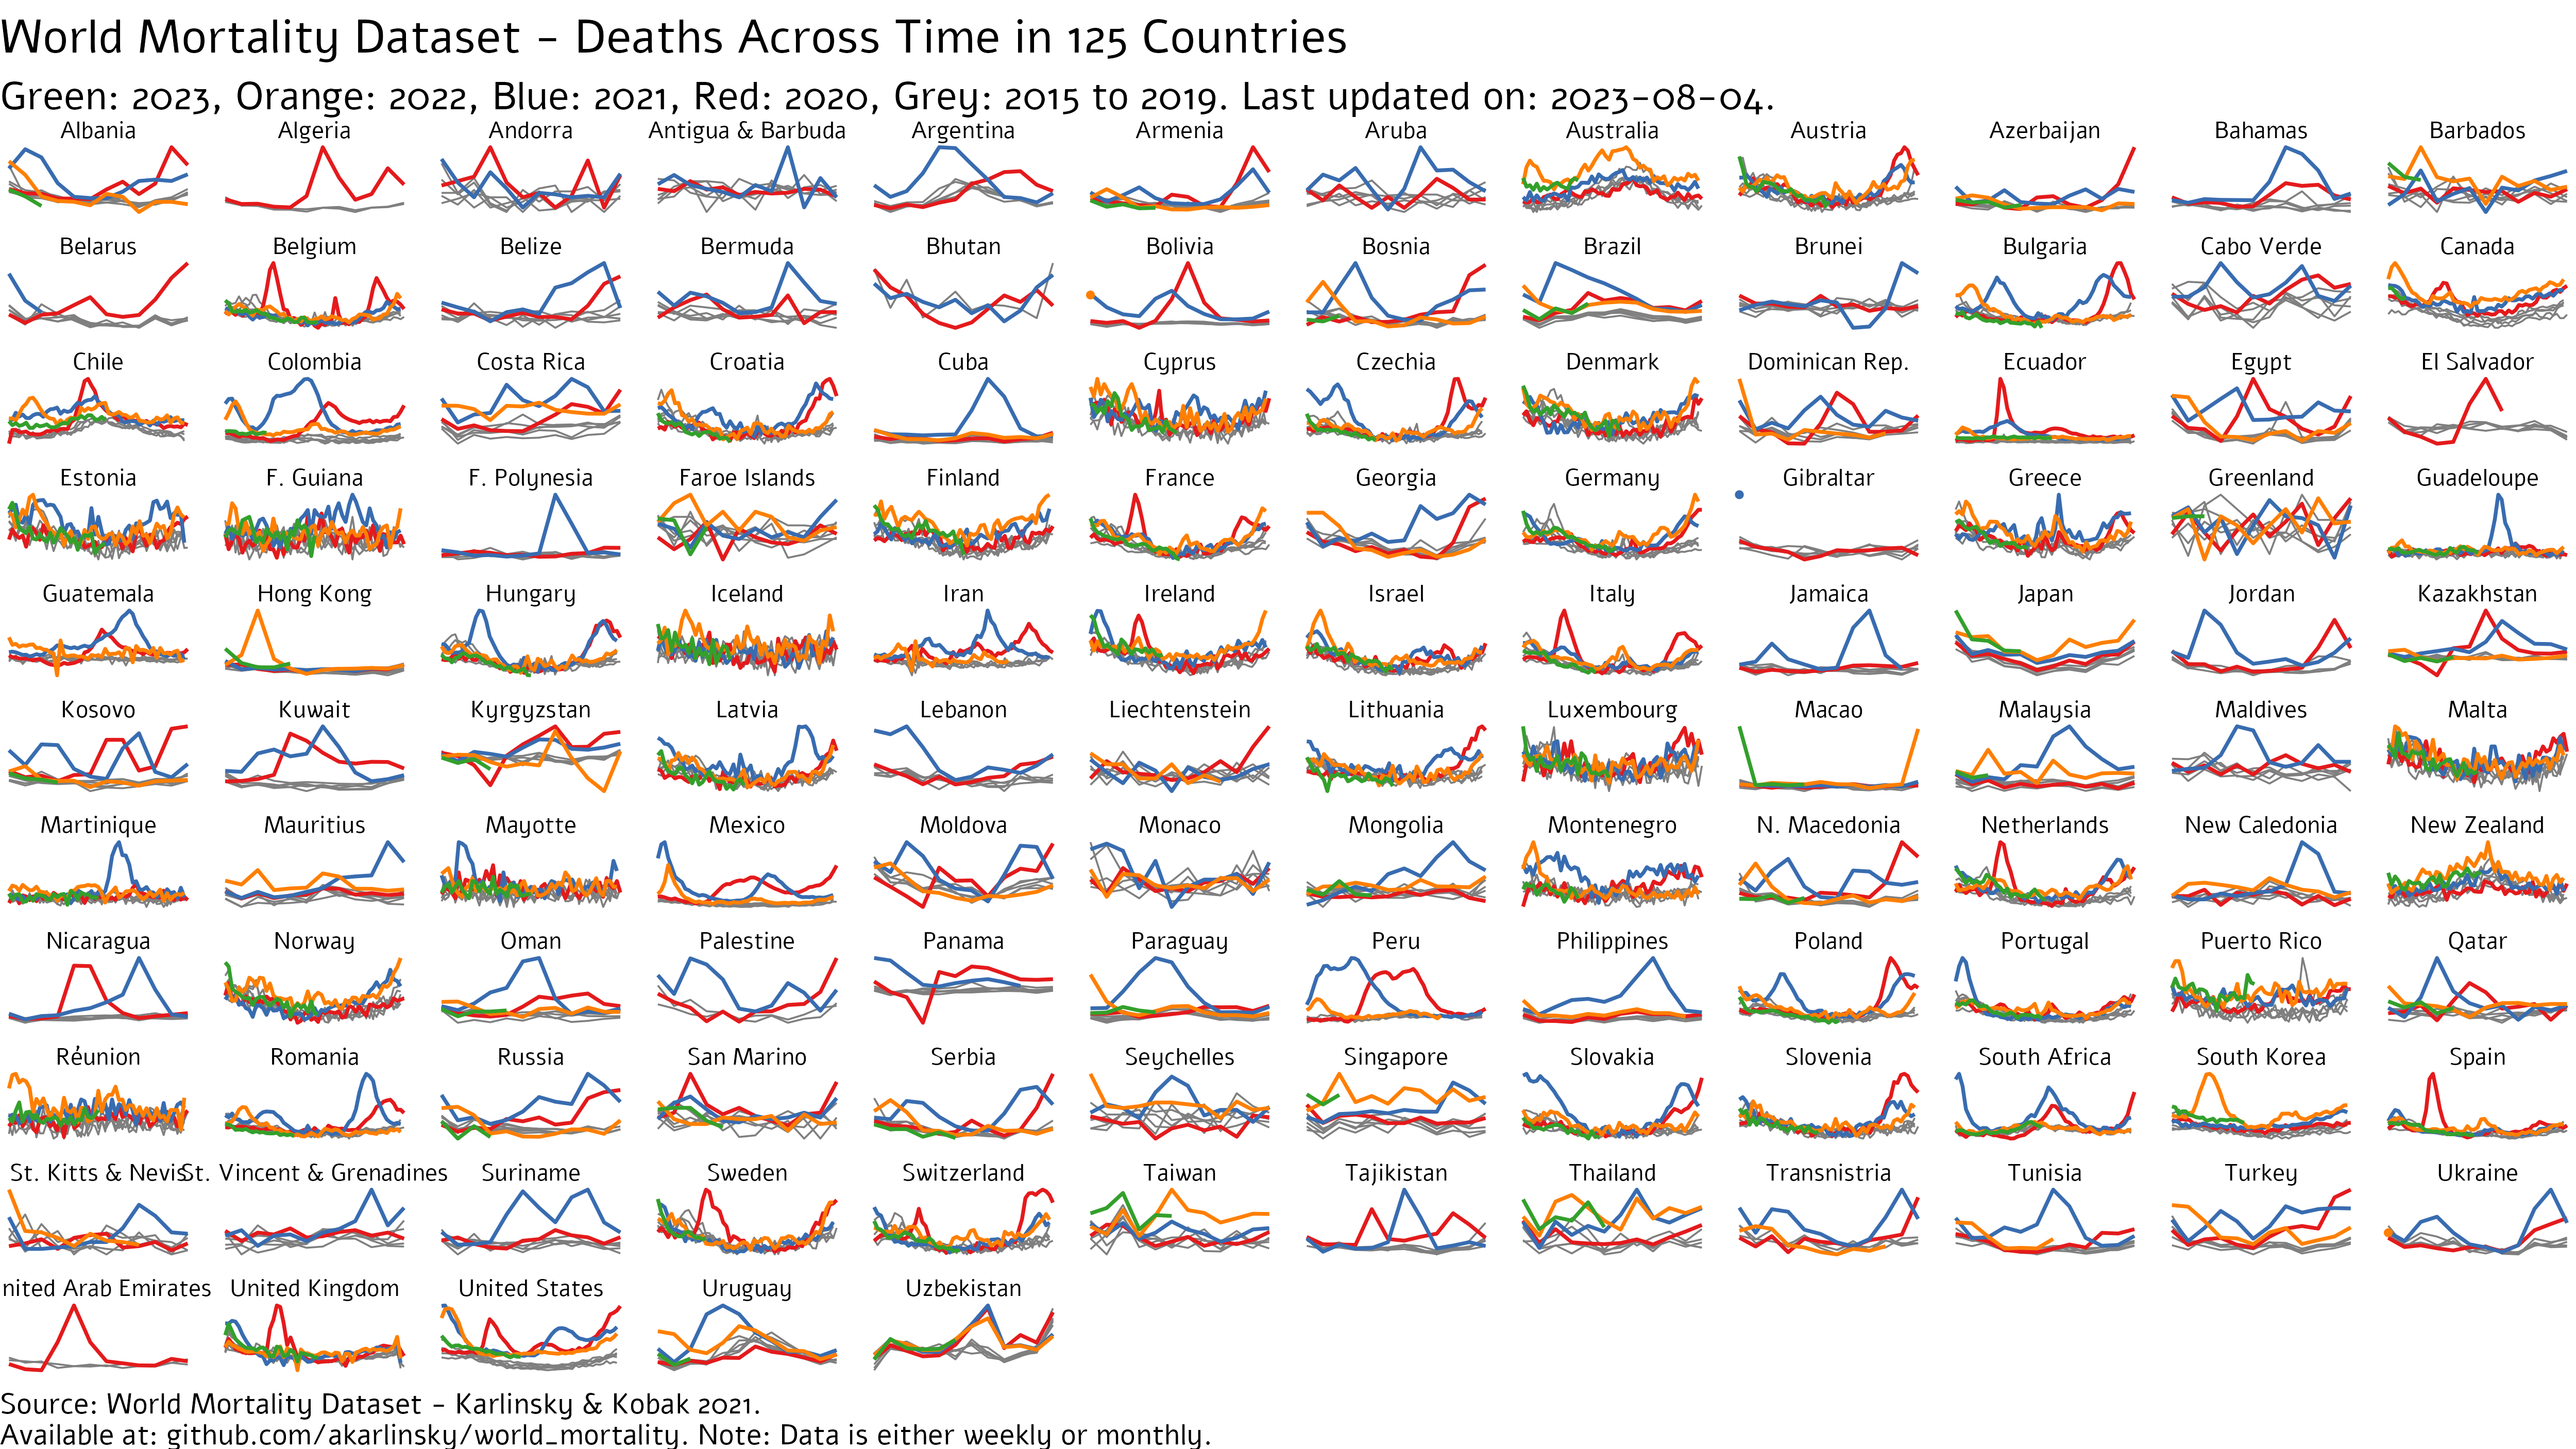 World Mortality Dataset - Deaths Across Time in 125 Countries
Green: 2023, Orange: 2022, Blue: 2021, Red: 2020, Grey: 2015 to 2019. Last updated on: 2023-08-04.
Albania Algeria Andorra Antigua & Barbuda Argentina Armenia Aruba Australia Austria Azerbaijan Bahamas Barbados
Belarus Belgium Belize Bermuda Bhutan Bolivia Bosnia Brazil Brunei Bulgaria Cabo Verde Canada
Chile Colombia Costa Rica Croatia Cuba Cyprus Czechia Denmark Dominican Rep. Ecuador Egypt El Salvador
Estonia F. Guiana F. Polynesia Faroe Islands Finland France Georgia Germany Gibraltar Greece Greenland Guadeloupe
Guatemala Hong Kong Hungary Iceland Iran Ireland Israel Italy Jamaica Japan Jordan Kazakhstan
Kosovo Kuwait Kyrgyzstan Latvia Lebanon Liechtenstein Lithuania Luxembourg Macao Malaysia Maldives Malta
Martinique Mauritius Mayotte Mexico Moldova Monaco Mongolia Montenegro N. Macedonia Netherlands New Caledonia New Zealand
Nicaragua Norway Oman Palestine Panama Paraguay Peru Philippines Poland Portugal Puerto Rico Qatar
Réunion Romania Russia San Marino Serbia Seychelles Singapore Slovakia Slovenia South Africa South Korea Spain
St. Kitts & Nevis St. Vincent & Grenadines Suriname Sweden Switzerland Taiwan Tajikistan Thailand Transnistria Tunisia Turkey Ukraine
nited Arab Emirates United Kingdom United States Uruguay Uzbekistan
Source: World Mortality Dataset - Karlinsky & Kobak 2021.
Available at: github.com/akarlinsky/world_mortality. Note: Data is either weekly or monthly.